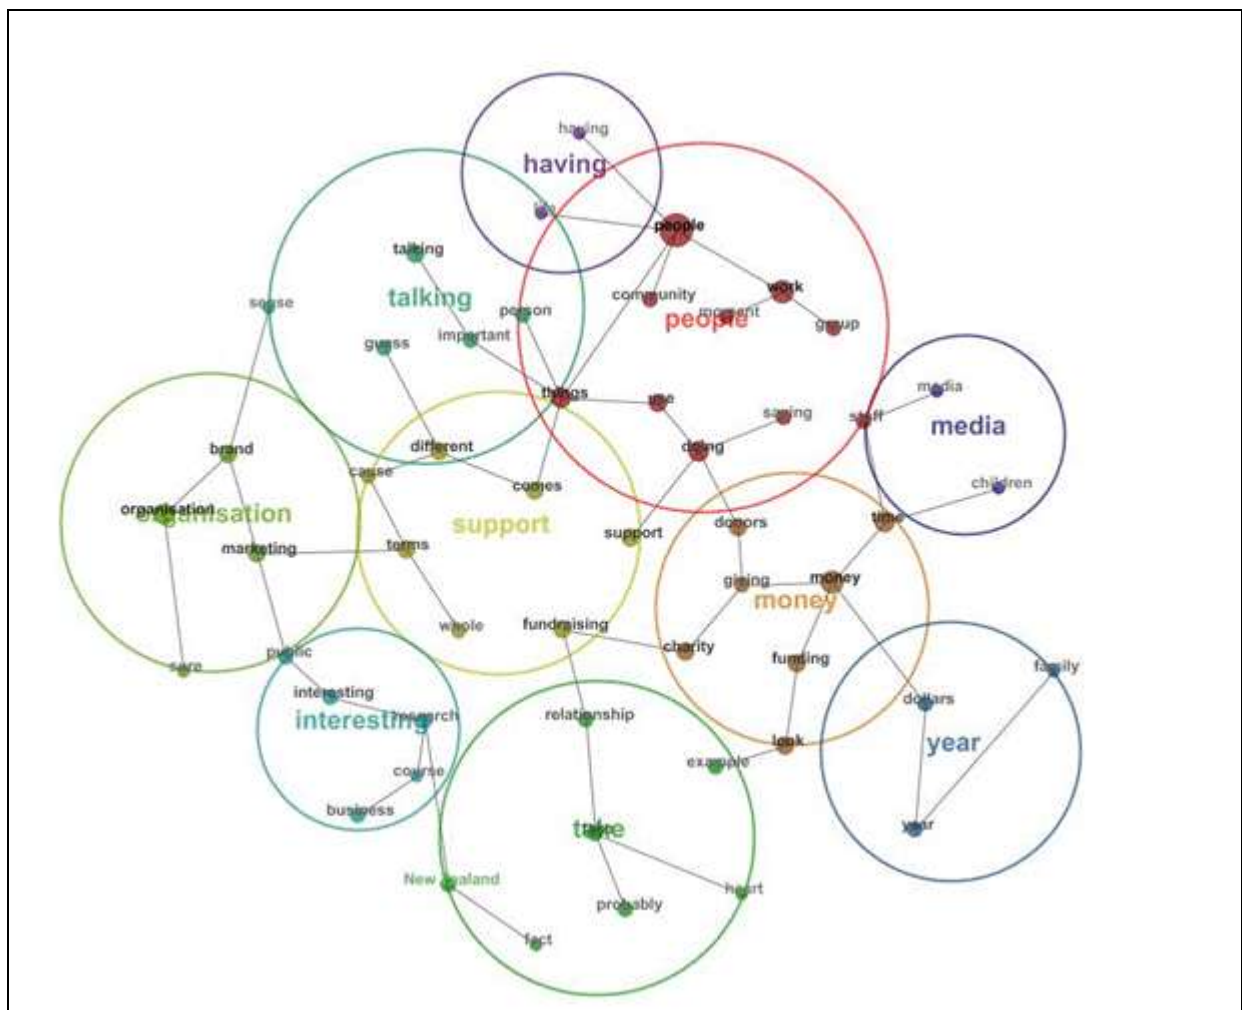 having
having
life
people
talking
work
talking
community
sense
person
moment
people
group
important
guess
media
things
use
saying
staff
media
brand
different
doing
cause
comes
children
organisation
organisation
support
donors
time
support
marketing
terms
giving
money
money
whole
fundraising
charity
public
funding
care
family
interesting
dollars
interesting
research
relationship
look
year
example
course
business
take
year
New Zealand
heart
probably
fact